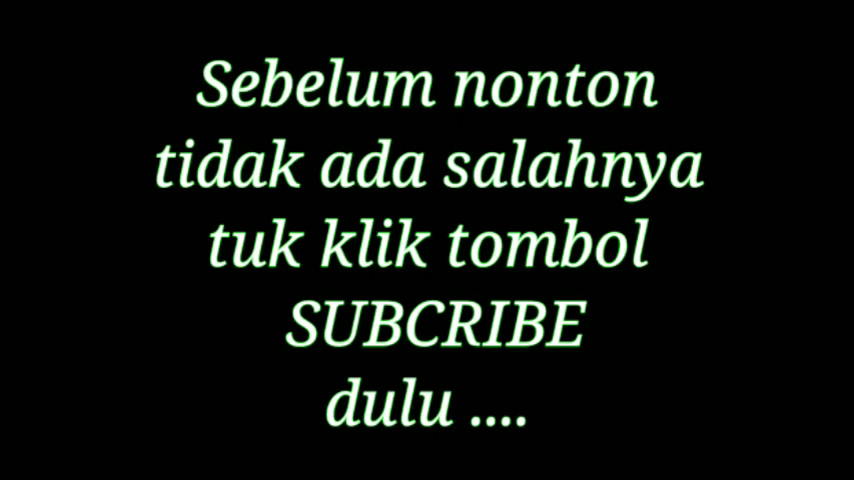 Sebelum nonton
tidak ada salahnya
tuk klik tombol
SUBCRIBE
dulu ....